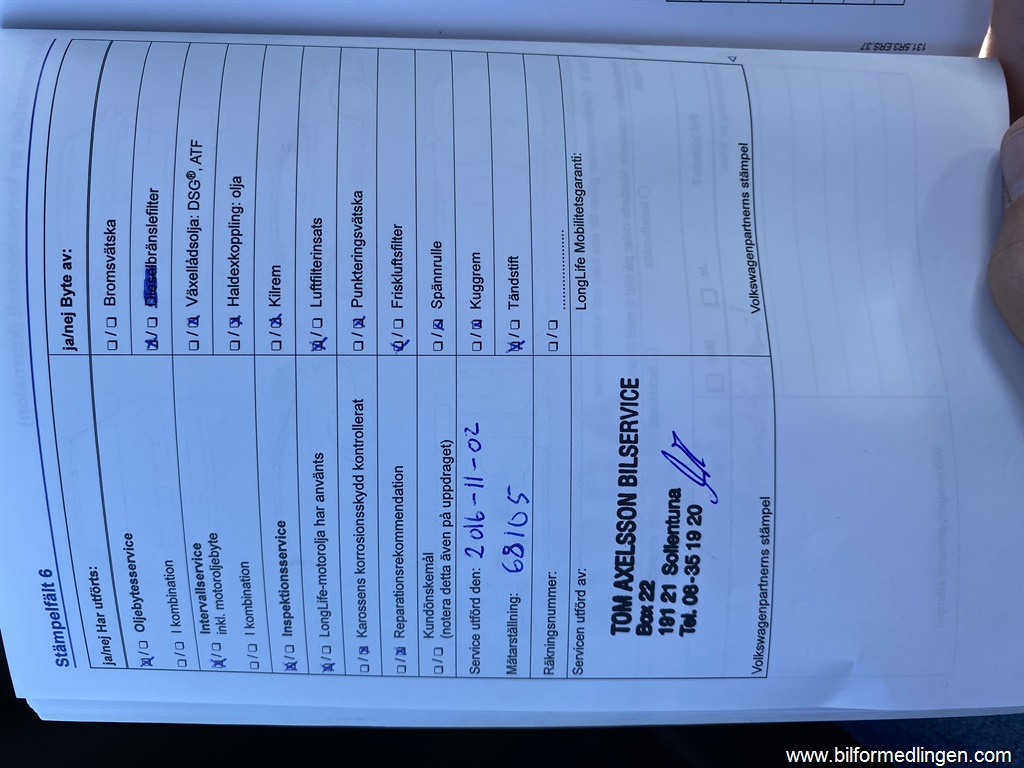 131.5R3.ERS.37
Stämpelfält 6
ja/nej Har utförts:
☒/☐ Oljebytesservice
☐/☐ I kombination
☒/☐ Intervallservice
inkl. motoroljebyte
☐/☐ I kombination
☒/☐ Inspektionsservice
☒/☐ LongLife-motorolja har använts
☐/☒ Karossens korrosionsskydd kontrollerat
☐/☒ Reparationsrekommendation
☐/☐ Kundönskemål
(notera detta även på uppdraget)
Service utförd den: 2016-11-02
Mätarställning: 68105
Räkningsnummer:
Servicen utförd av:
TOM AXELSSON BILSERVICE
Box 22
191 21 Sollentuna
Tel. 08-35 19 20
Volkswagenpartnerns stämpel
ja/nej Byte av:
☐/☐ Bromsvätska
☒/☐ Dieselbränslefilter
☐/☒ Växellådsolja: DSG®, ATF
☐/☒ Haldexkoppling: olja
☐/☒ Kilrem
☒/☐ Luftfilterinsats
☐/☒ Punkteringsvätska
☒/☐ Friskluftsfilter
☐/☒ Spännrulle
☐/☒ Kuggrem
☒/☐ Tändstift
☐/☐ ........................
LongLife Mobilitetsgaranti:
Volkswagenpartnerns stämpel
www.bilformedlingen.com